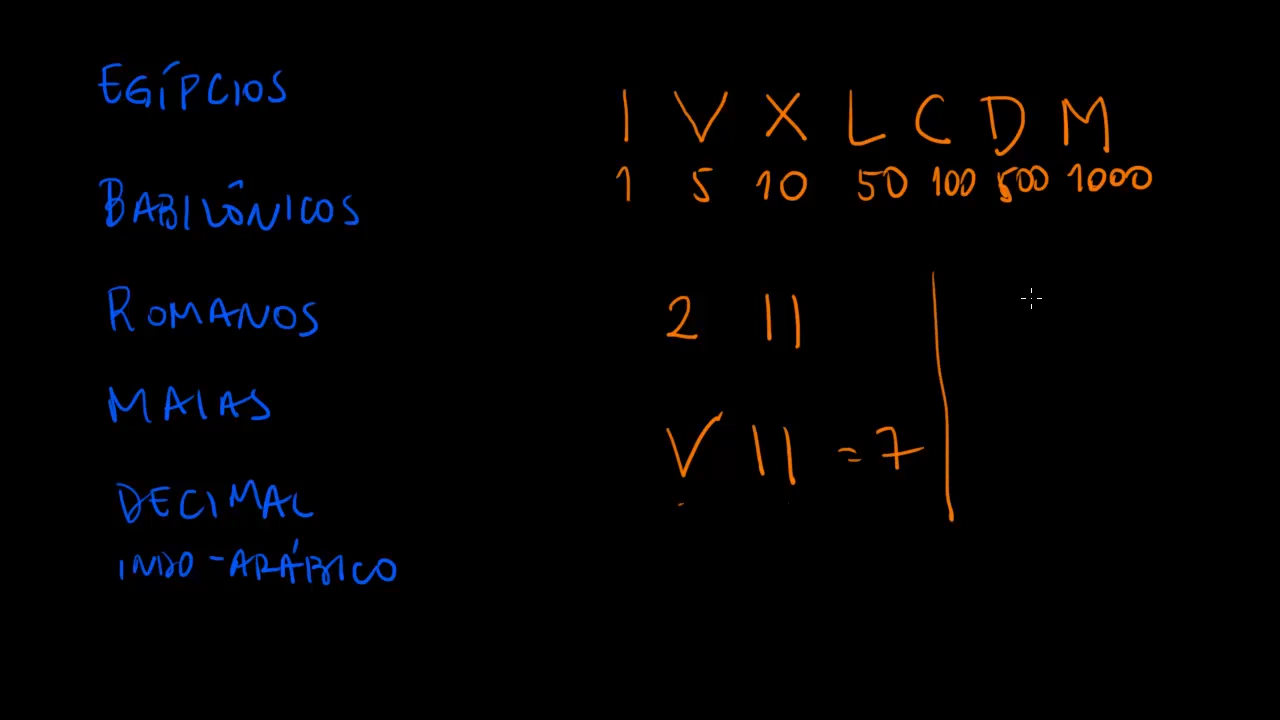 EGÍPCIOS
BABILÔNICOS
ROMANOS
MAIAS
DECIMAL
INDO-ARÁBICO
I V X L C D M
1 5 10 50 100 500 1000
2 II
V II = 7